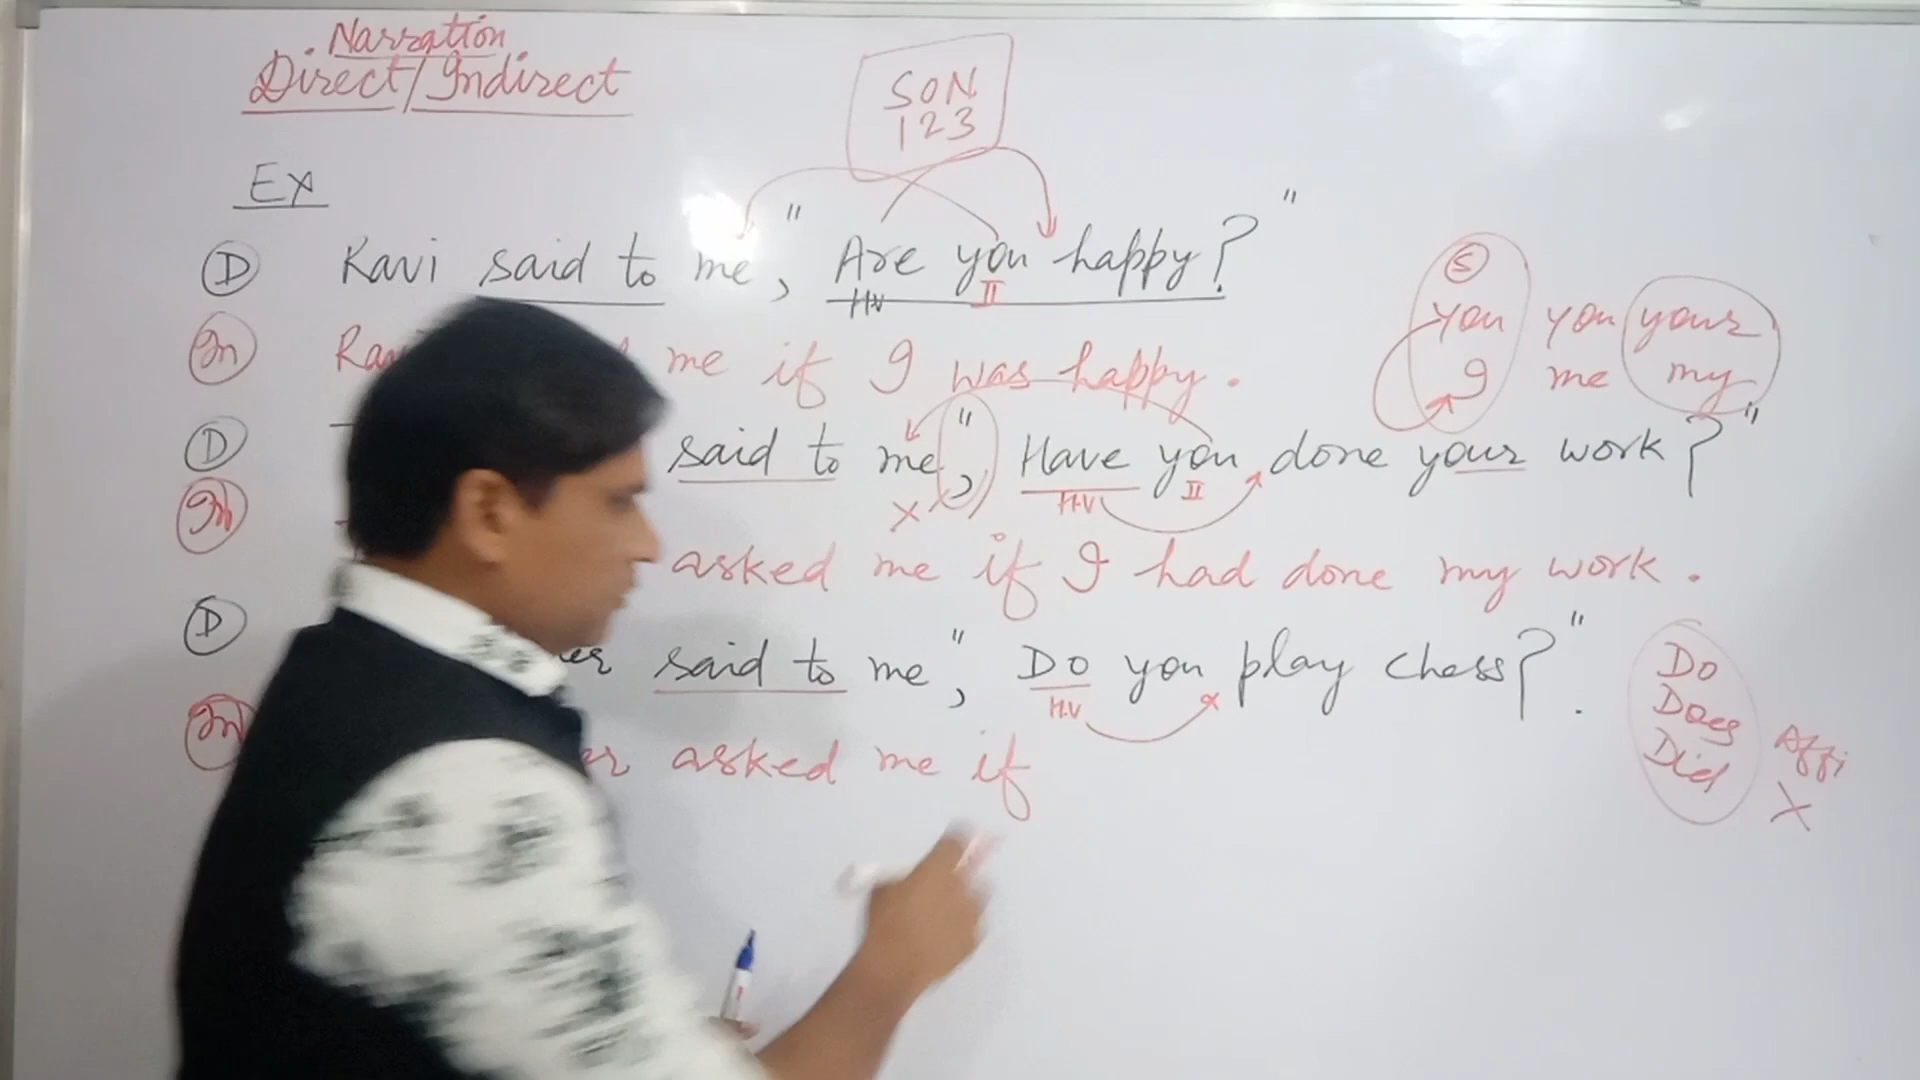 Narration
Direct/Indirect
SON
123
Ex
D Ravi said to me, "Are you happy?"
HV II
In me if I was happy.
S
you you your
I me my
D said to me," Have you done your work?"
X X HV II
In asked me if I had done my work.
D said to me," Do you play chess?".
H.V
In asked me if
Do
Does
Did
Affi
X